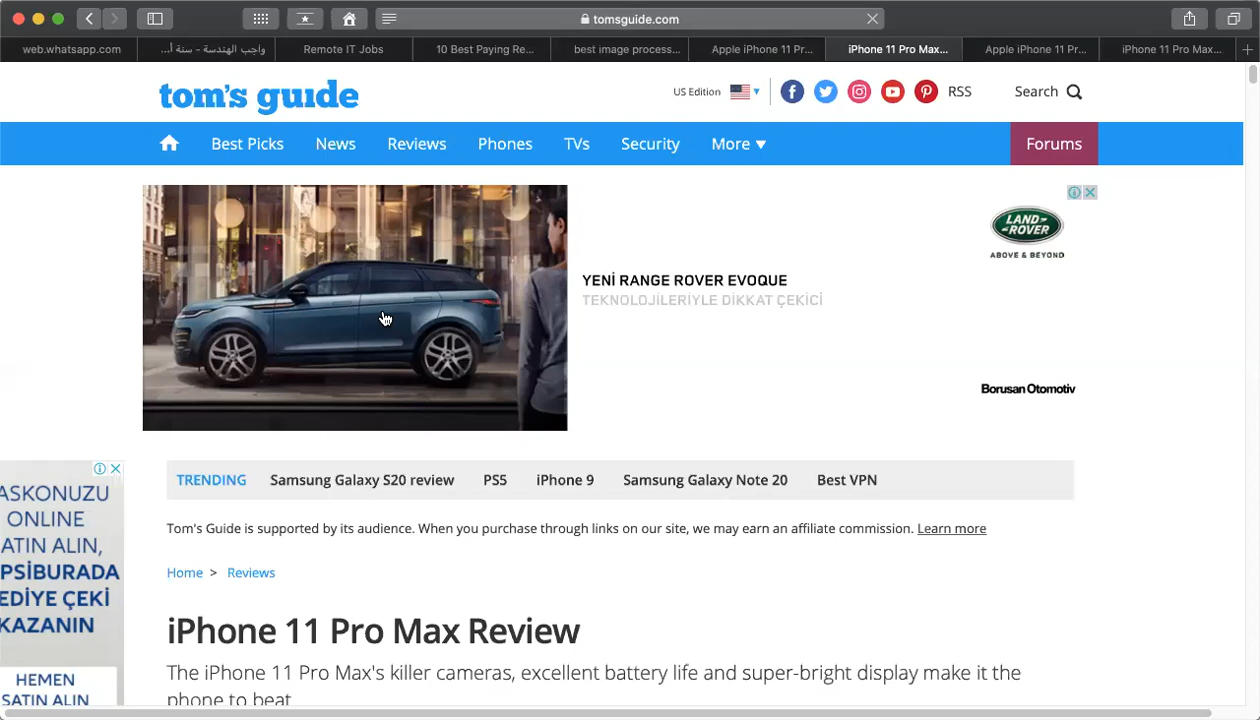 tomsguide.com
web.whatsapp.com
واجب الهندسة - سنة أ...
Remote IT Jobs
10 Best Paying Re...
best image process...
Apple iPhone 11 Pr...
iPhone 11 Pro Max...
Apple iPhone 11 Pr...
iPhone 11 Pro Max...
tom's guide
US Edition
RSS
Search
Best Picks
News
Reviews
Phones
TVs
Security
More
Forums
LAND-
ROVER
ABOVE & BEYOND
YENİ RANGE ROVER EVOQUE
TEKNOLOJİLERİYLE DİKKAT ÇEKİCİ
Borusan Otomotiv
TRENDING
Samsung Galaxy S20 review
PS5
iPhone 9
Samsung Galaxy Note 20
Best VPN
ASKONUZU
ONLINE
ATIN ALIN,
PSİBURADA
EDİYE ÇEKİ
KAZANIN
HEMEN
SATIN ALIN
Tom's Guide is supported by its audience. When you purchase through links on our site, we may earn an affiliate commission. Learn more
Home > Reviews
iPhone 11 Pro Max Review
The iPhone 11 Pro Max's killer cameras, excellent battery life and super-bright display make it the
phone to beat